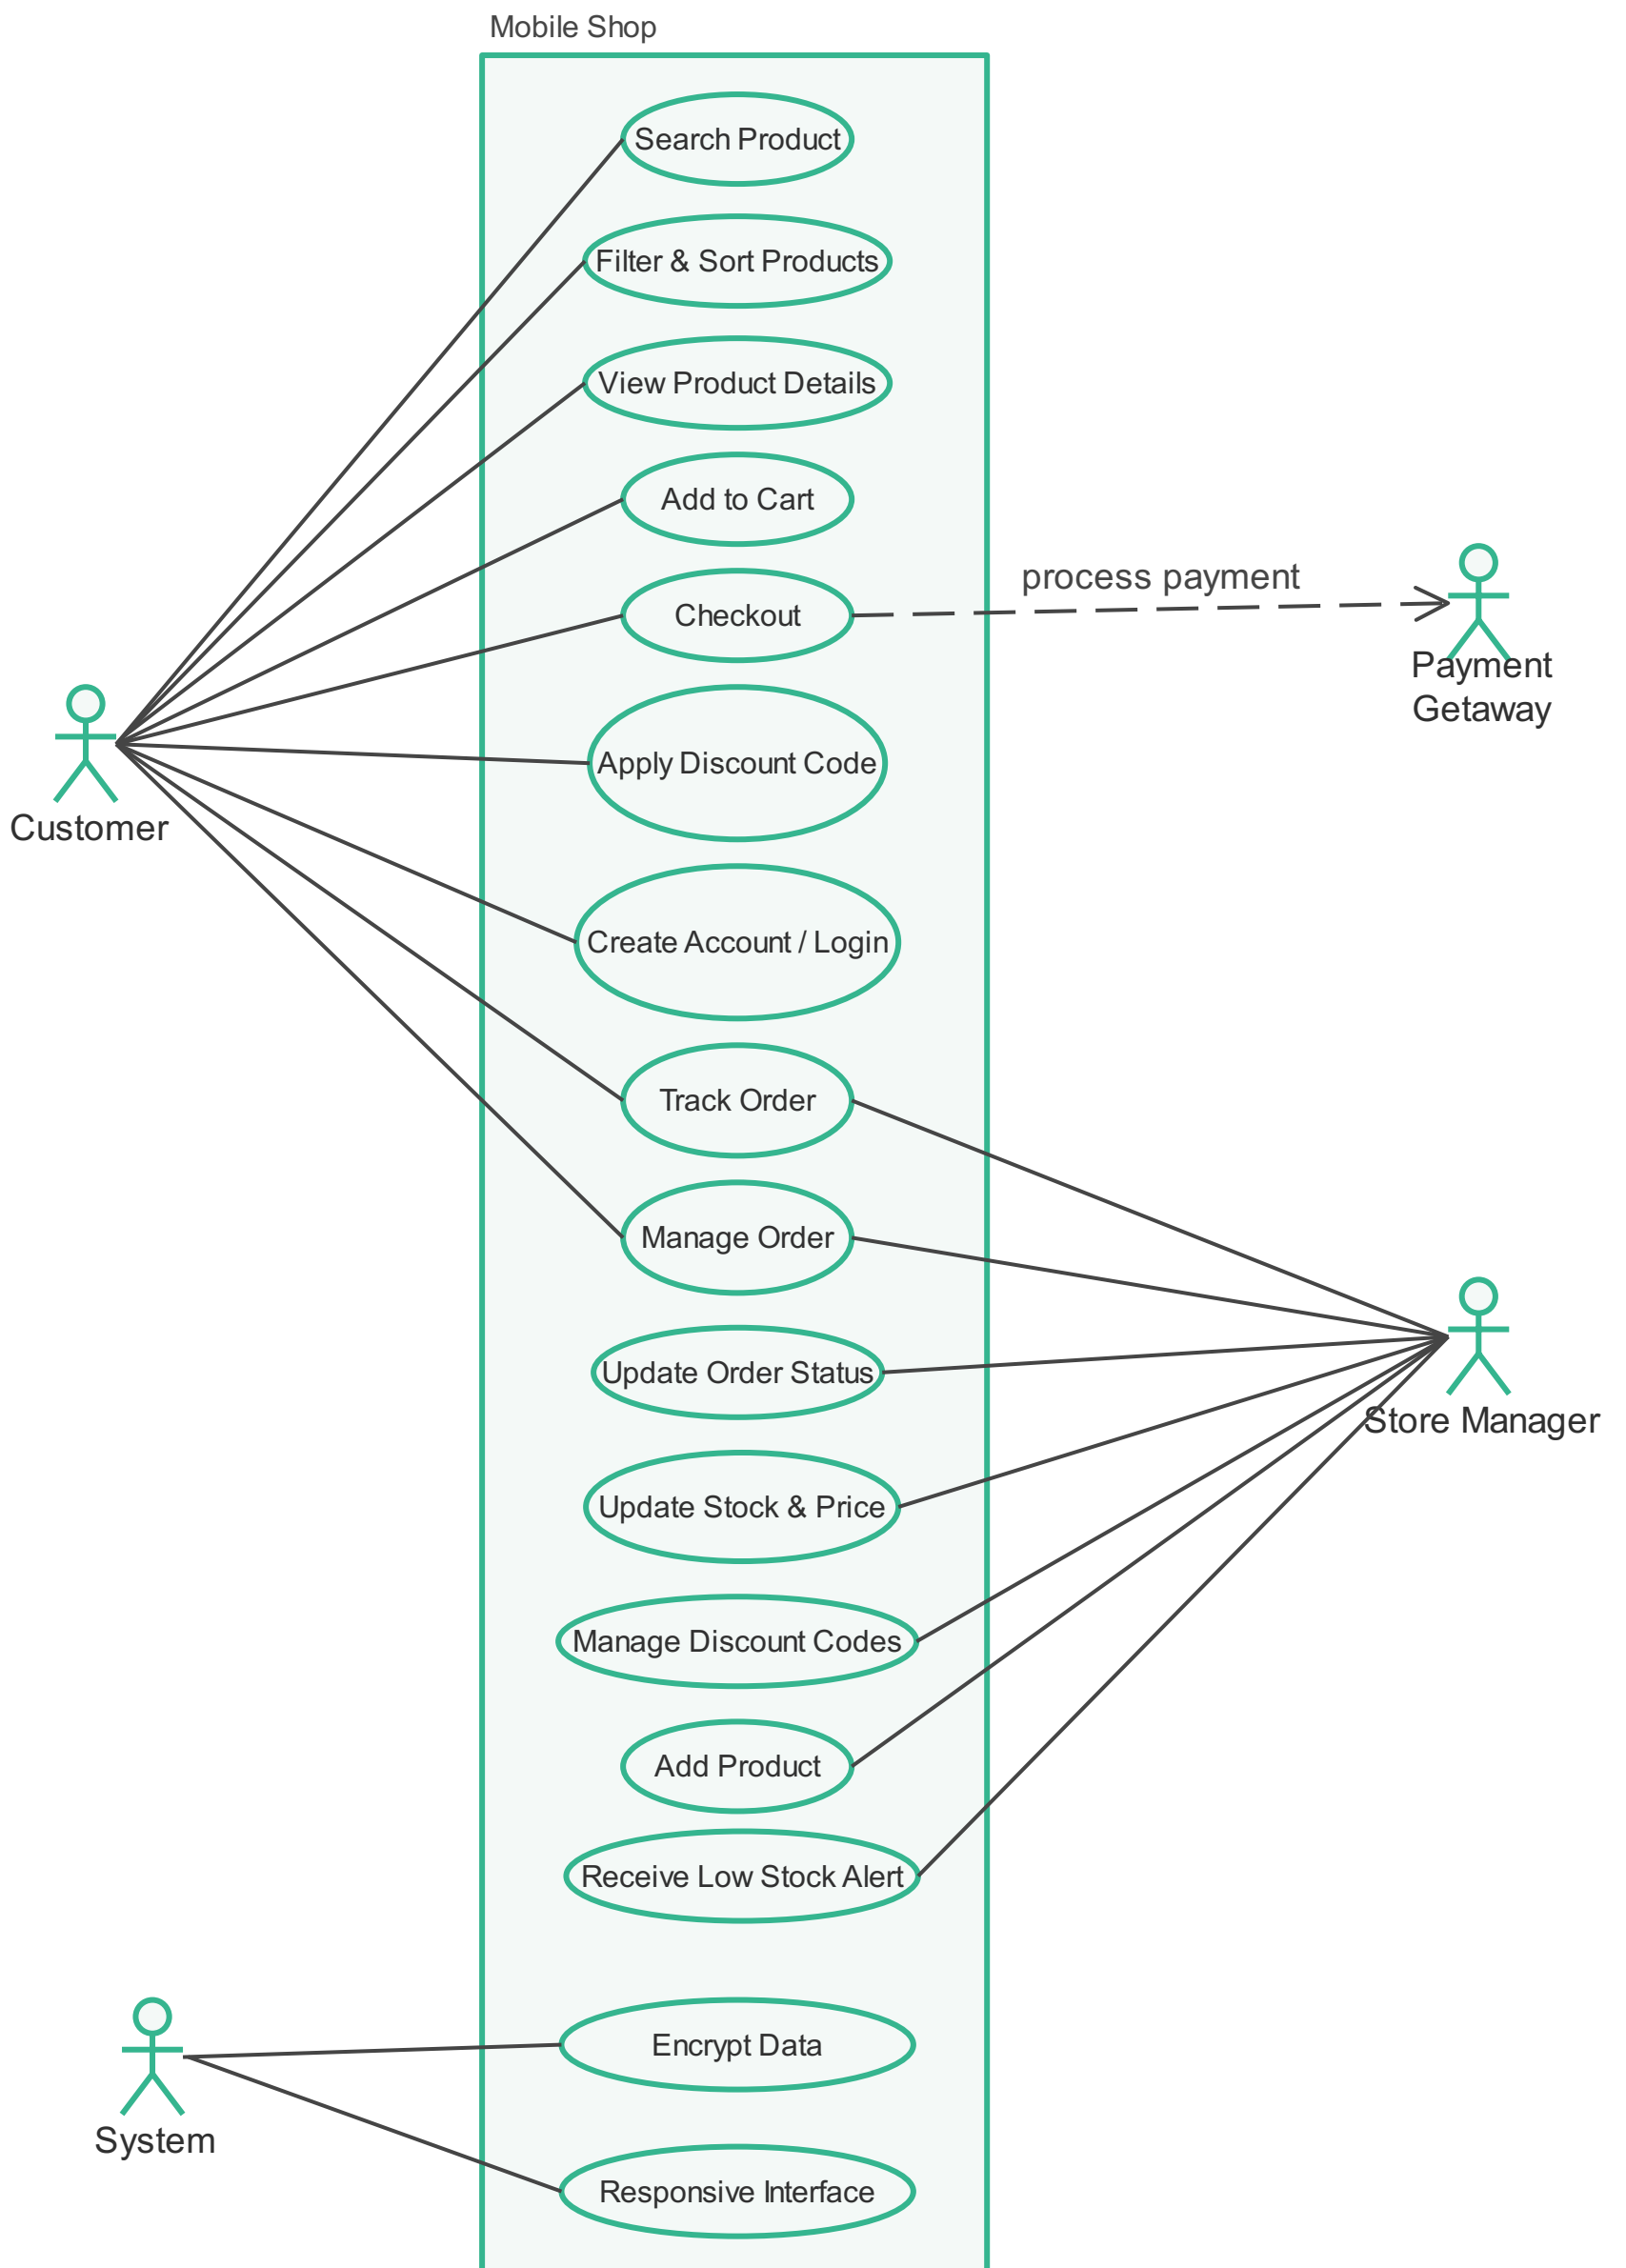 Mobile Shop
Search Product
Filter & Sort Products
View Product Details
Add to Cart
process payment
Checkout
Payment
Getaway
Apply Discount Code
Customer
Create Account / Login
Track Order
Manage Order
Update Order Status
Store Manager
Update Stock & Price
Manage Discount Codes
Add Product
Receive Low Stock Alert
Encrypt Data
System
Responsive Interface